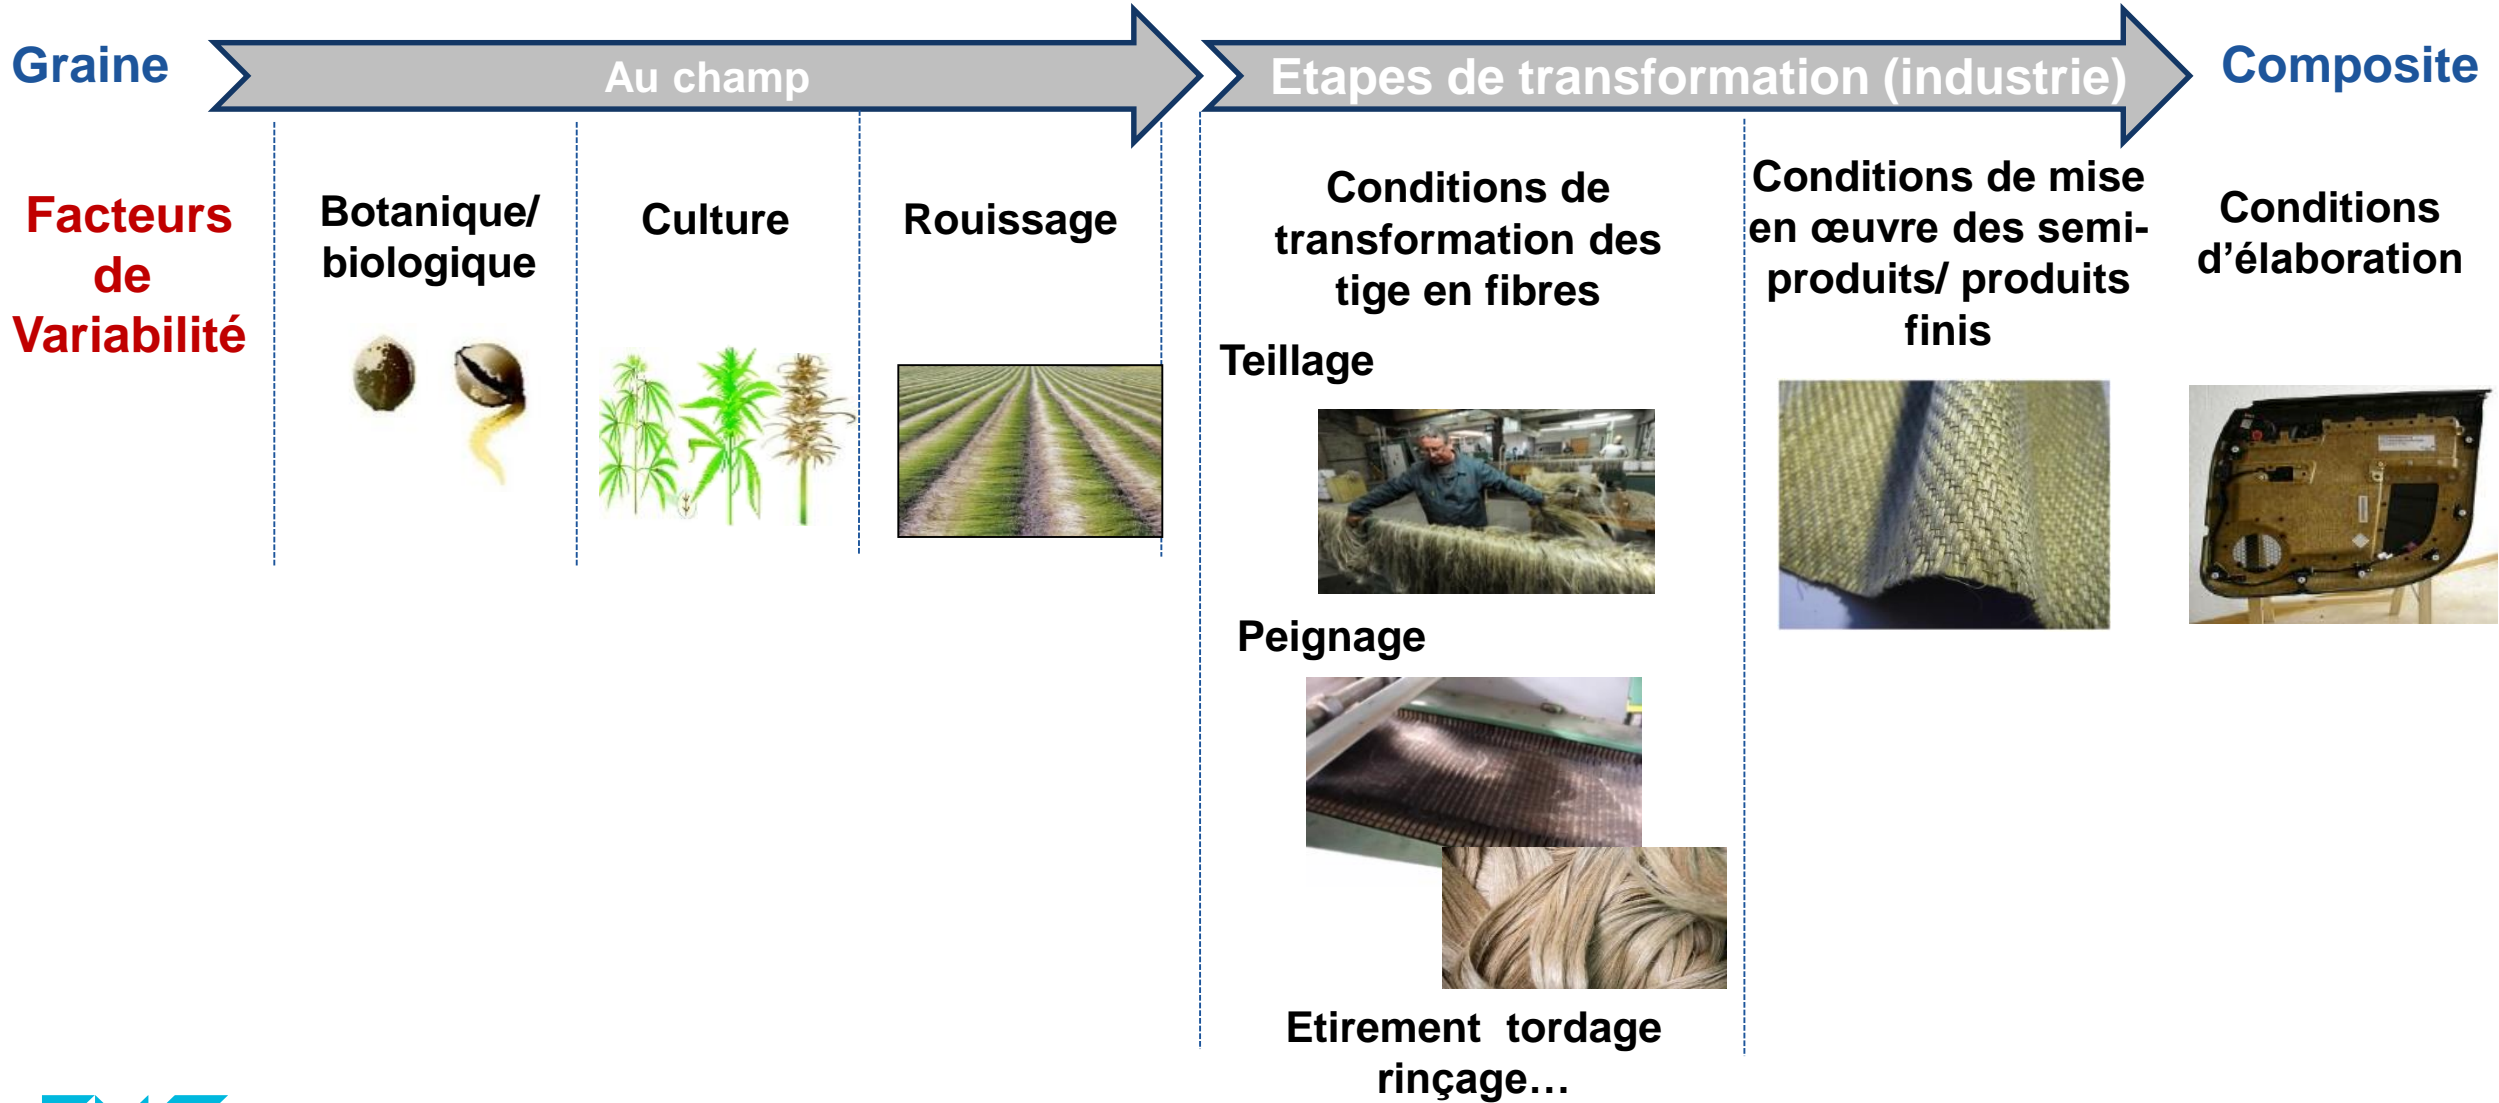 Graine
Au champ
Etapes de transformation (industrie)
Composite
Facteurs
de
Variabilité
Botanique/
biologique
Culture
Rouissage
Conditions de
transformation des
tige en fibres
Teillage
Peignage
Etirement  tordage
rinçage…
Conditions de mise
en œuvre des semi-
produits/ produits
finis
Conditions
d’élaboration